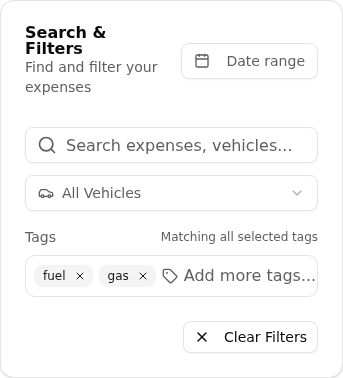 Search &
Filters
Find and filter your
expenses
Date range
Search expenses, vehicles...
All Vehicles
Tags
Matching all selected tags
fuel
gas
Add more tags...
Clear Filters